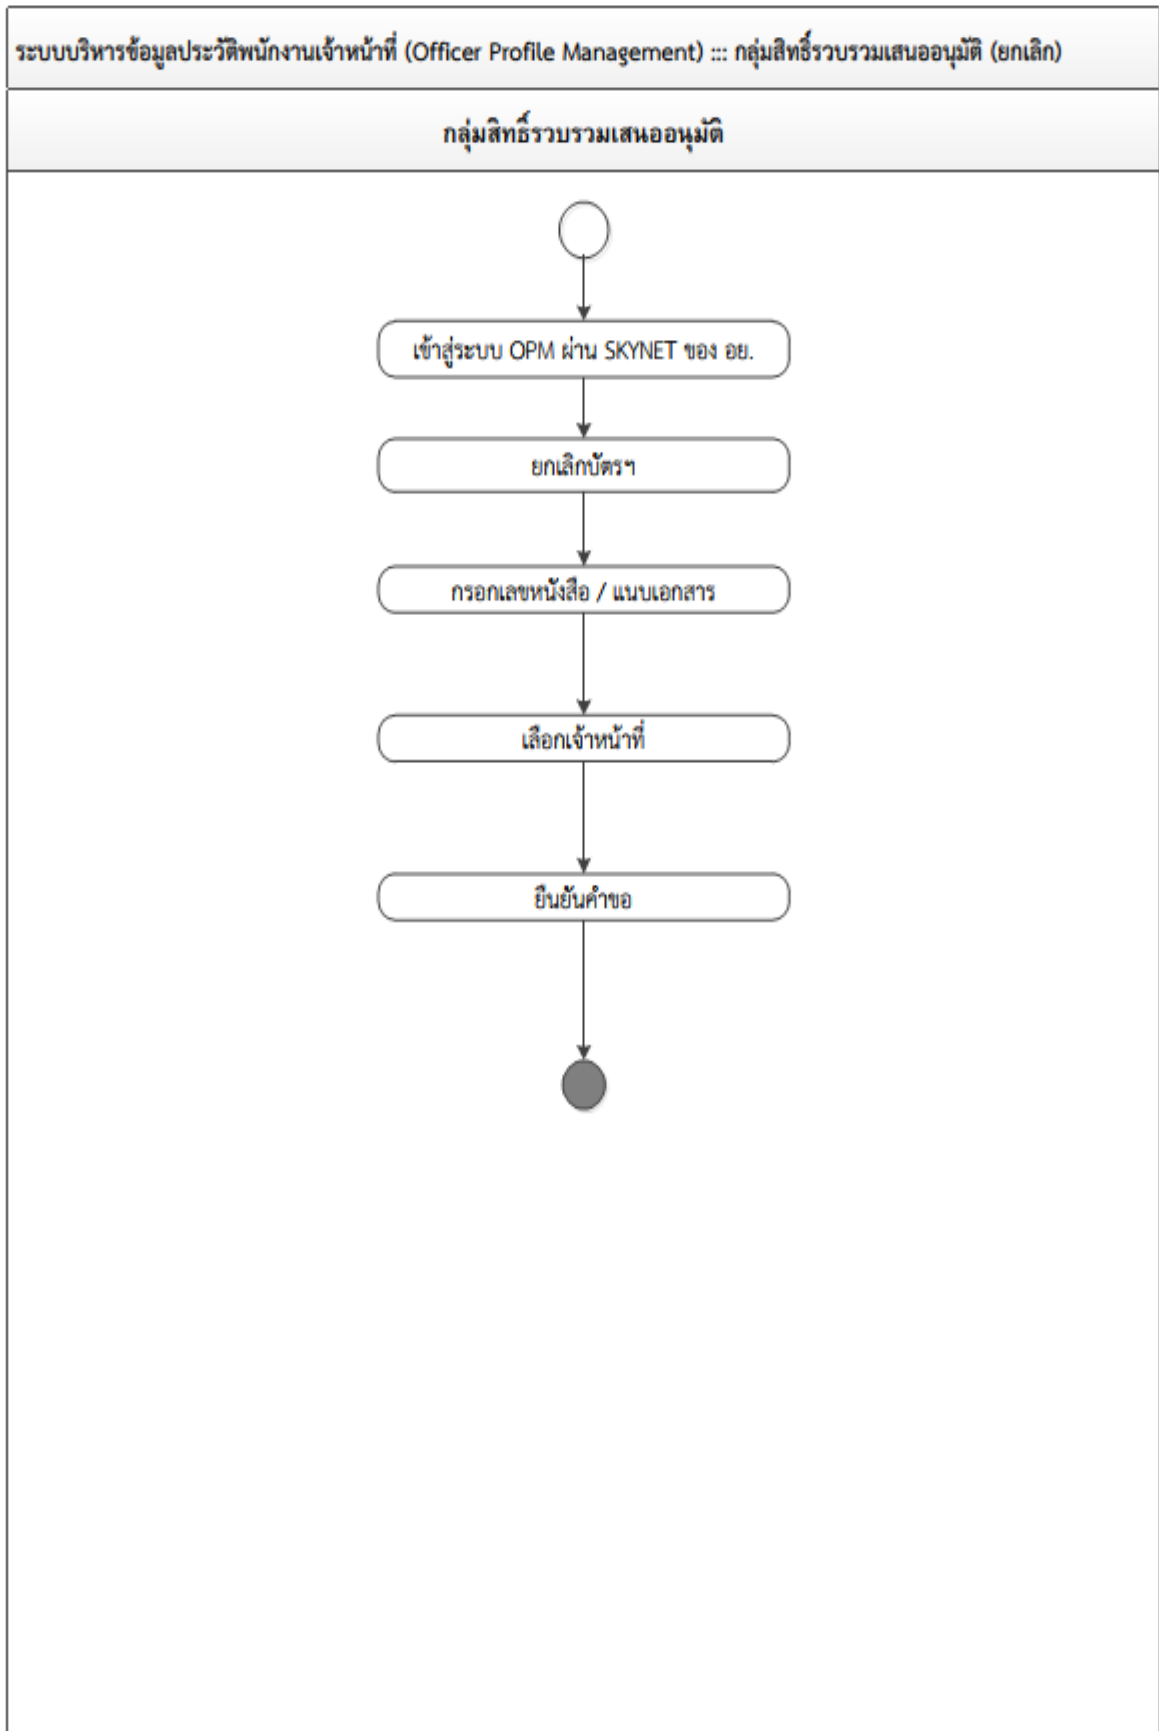 ระบบบริหารข้อมูลประวัติพนักงานเจ้าหน้าที่ (Officer Profile Management) ::: กลุ่มสิทธิ์รวบรวมเสนออนุมัติ (ยกเลิก)
กลุ่มสิทธิ์รวบรวมเสนออนุมัติ
เข้าสู่ระบบ OPM ผ่าน SKYNET ของ อย.
ยกเลิกบัตรฯ
กรอกเลขหนังสือ / แนบเอกสาร
เลือกเจ้าหน้าที่
ยืนยันคำขอ